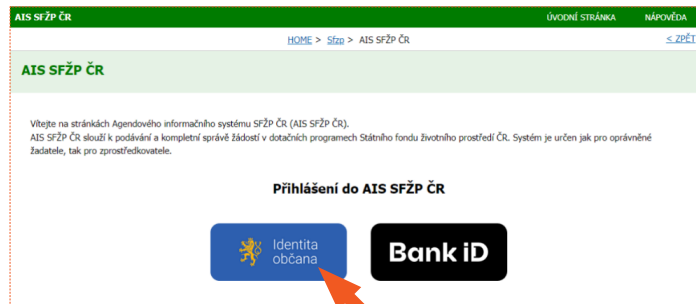 AIS SFŽP ČR ÚVODNÍ STRÁNKA NÁPOVĚDA
HOME > Sfzp > AIS SFŽP ČR < ZPĚT
AIS SFŽP ČR
Vítejte na stránkách Agendového informačního systému SFŽP ČR (AIS SFŽP ČR).
AIS SFŽP ČR slouží k podávání a kompletní správě žádostí v dotačních programech Státního fondu životního prostředí ČR. Systém je určen jak pro oprávněné
žadatele, tak pro zprostředkovatele.
Přihlášení do AIS SFŽP ČR
Identita
občana
Bank iD